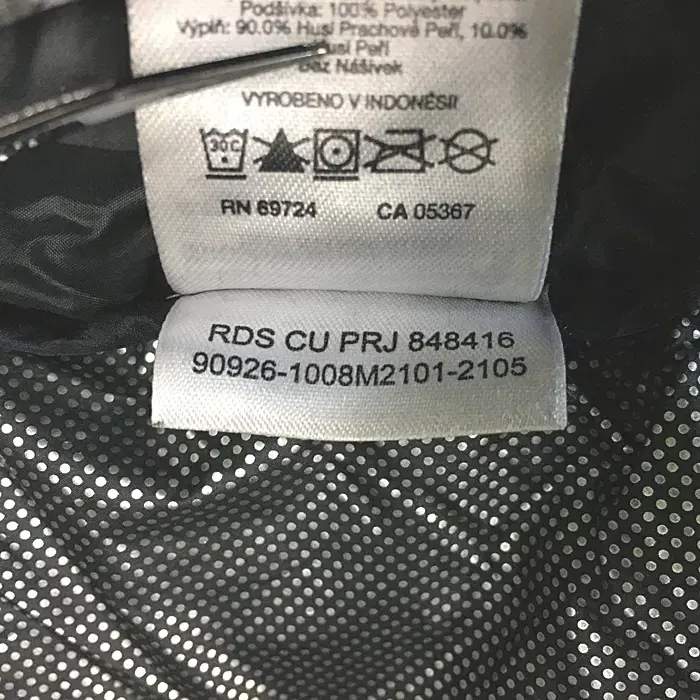 Podšívka: 100% Polyester
Výplň: 90.0% Husí Prachové Peří, 10.0%
Husí Peří
Bez Nášivek
VYROBENO V INDONÉSII
30C
RN 69724 CA 05367
RDS CU PRJ 848416
90926-1008M2101-2105